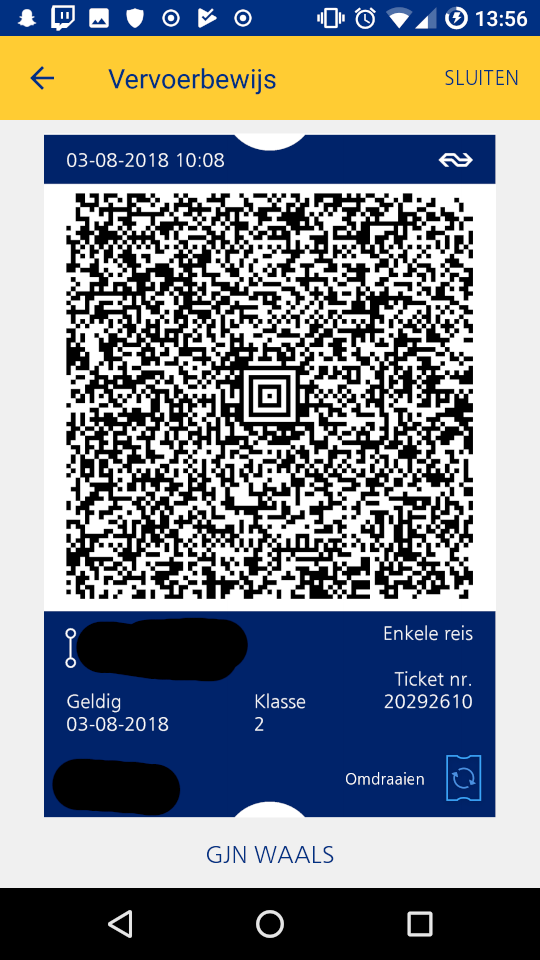 13:56
Vervoerbewijs
SLUITEN
03-08-2018 10:08
Enkele reis
Ticket nr.
20292610
Geldig
03-08-2018
Klasse
2
Omdraaien
GJN WAALS